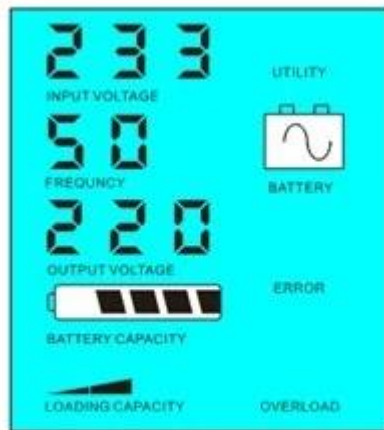 233
INPUT VOLTAGE
UTILITY
50
FREQUNCY
BATTERY
220
OUTPUT VOLTAGE
ERROR
BATTERY CAPACITY
LOADING CAPACITY
OVERLOAD